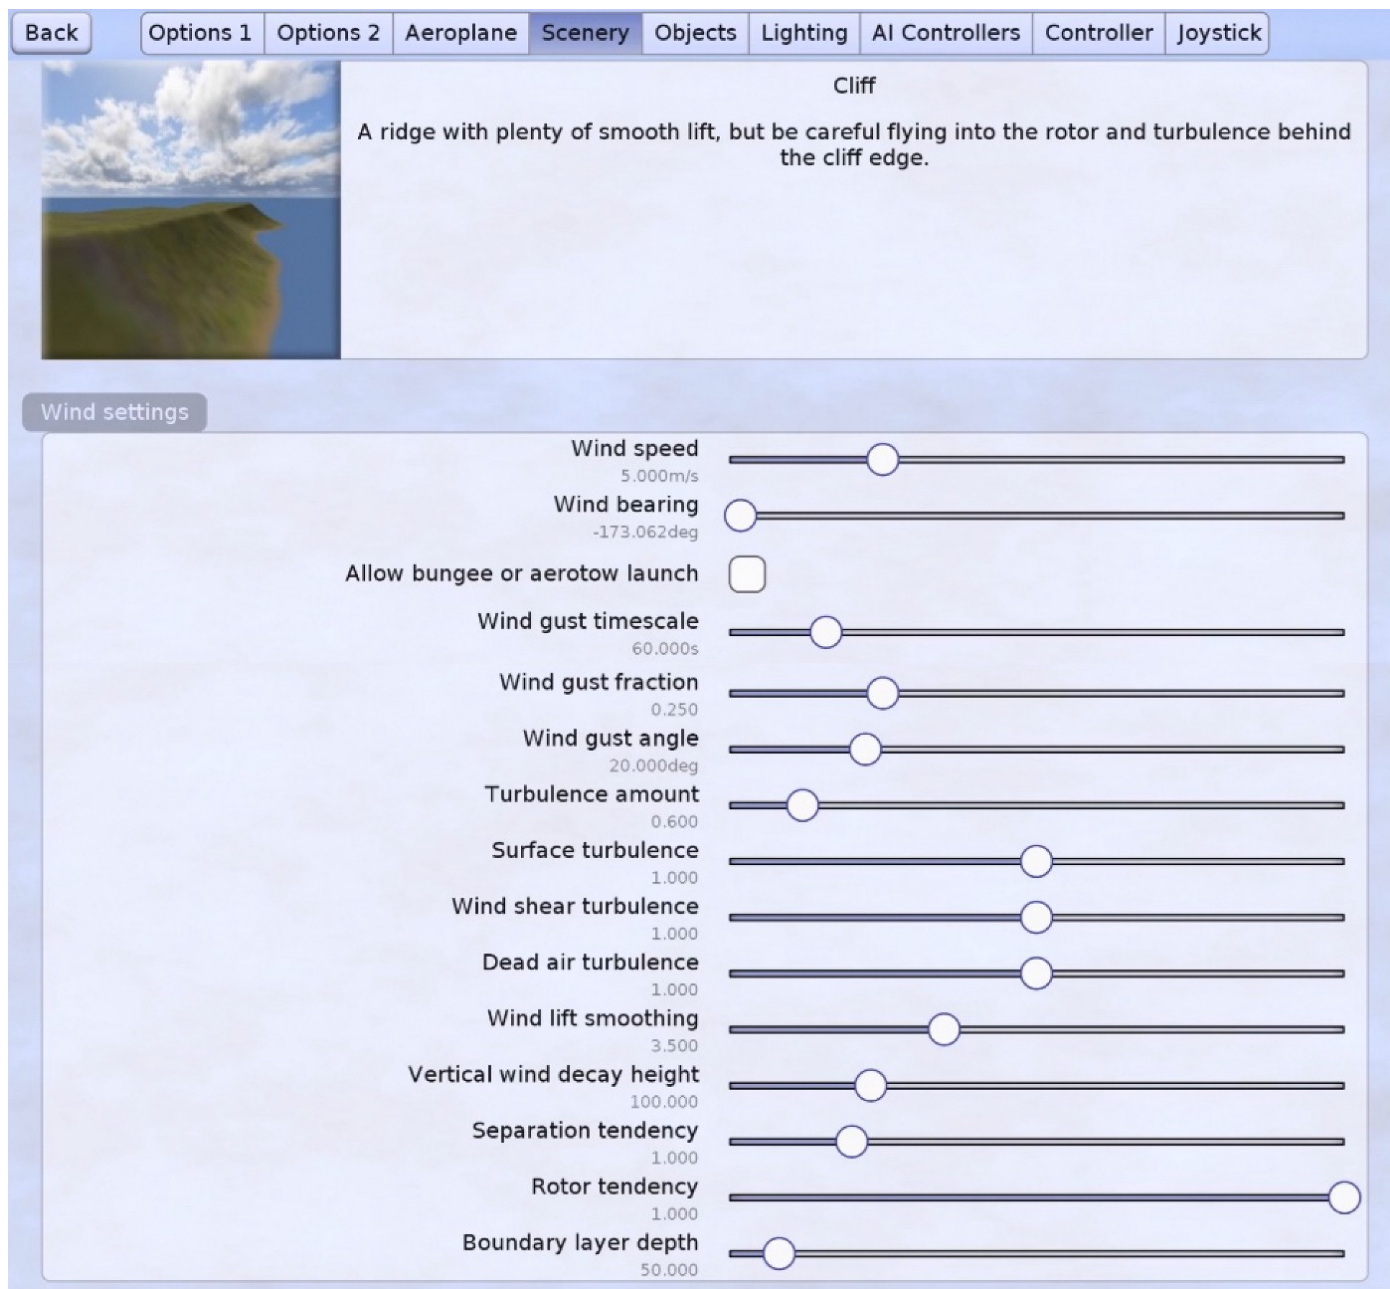 Back Options 1 Options 2 Aeroplane Scenery Objects Lighting AI Controllers Controller Joystick
Cliff
A ridge with plenty of smooth lift, but be careful flying into the rotor and turbulence behind
the cliff edge.
Wind settings
Wind speed
5.000m/s
Wind bearing
-173.062deg
Allow bungee or aerotow launch
Wind gust timescale
60.000s
Wind gust fraction
0.250
Wind gust angle
20.000deg
Turbulence amount
0.600
Surface turbulence
1.000
Wind shear turbulence
1.000
Dead air turbulence
1.000
Wind lift smoothing
3.500
Vertical wind decay height
100.000
Separation tendency
1.000
Rotor tendency
1.000
Boundary layer depth
50.000